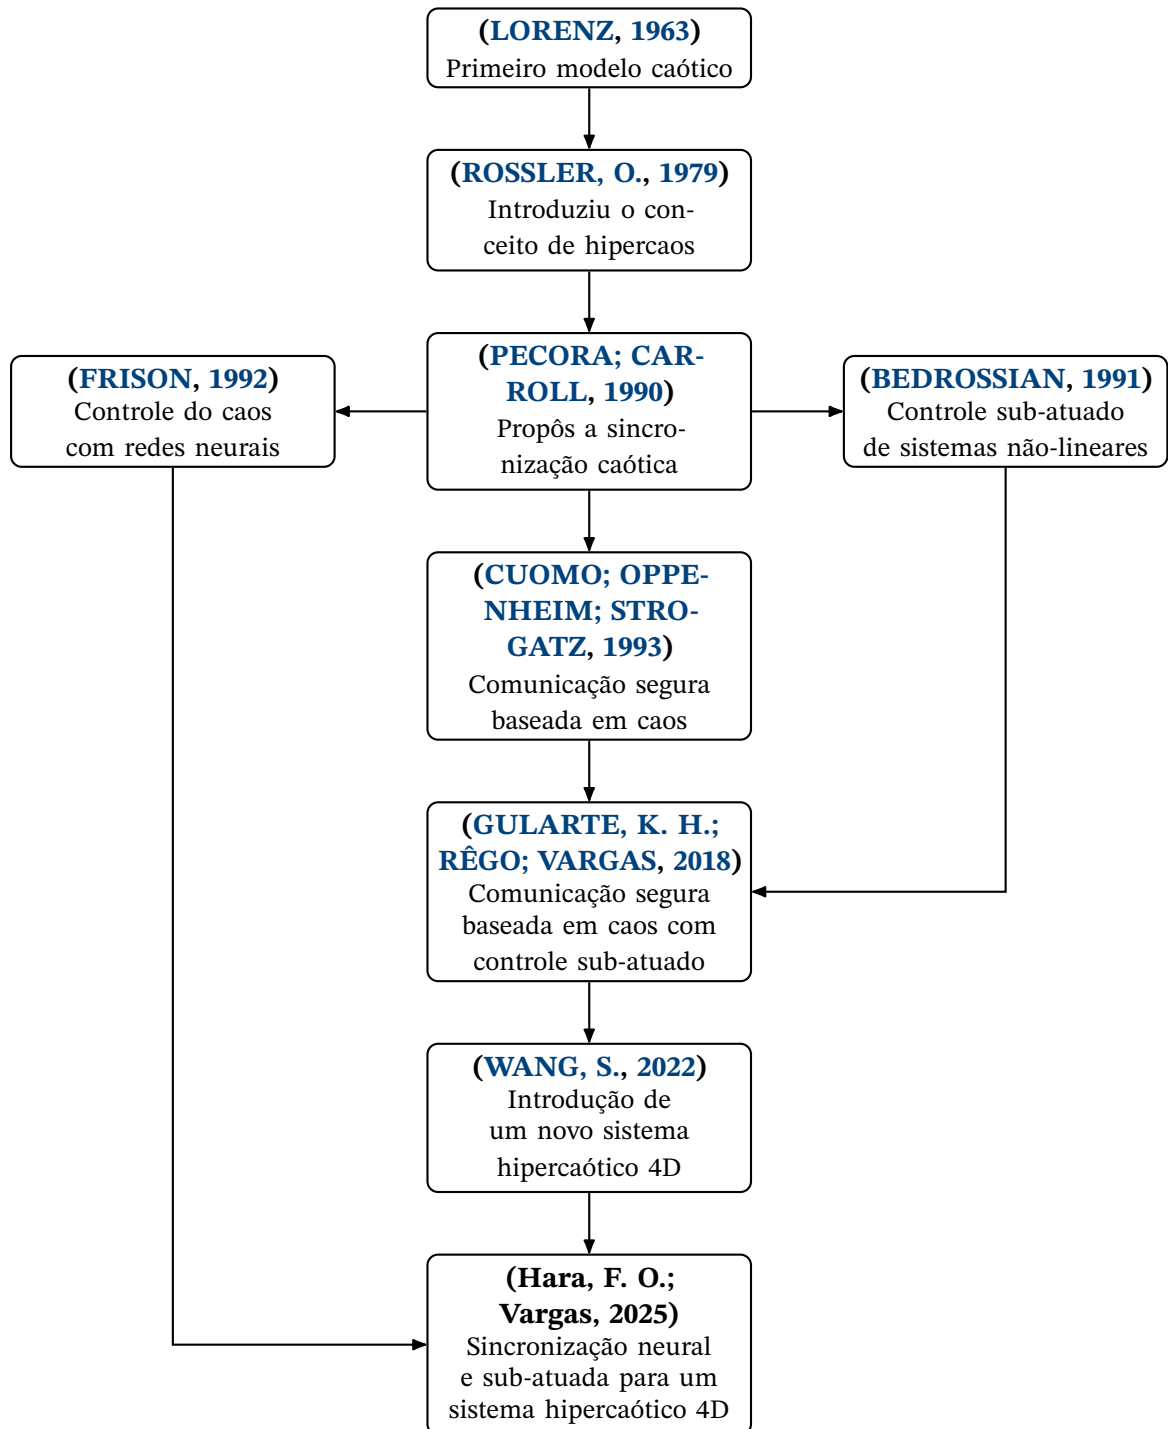 (LORENZ, 1963)
Primeiro modelo caótico
(ROSSLER, O., 1979)
Introduziu o con-
ceito de hipercaos
(FRISON, 1992)
Controle do caos
com redes neurais
(PECORA; CAR-
ROLL, 1990)
Propôs a sincro-
nização caótica
(BEDROSSIAN, 1991)
Controle sub-atuado
de sistemas não-lineares
(CUOMO; OPPE-
NHEIM; STRO-
GATZ, 1993)
Comunicação segura
baseada em caos
(GULARTE, K. H.;
RÊGO; VARGAS, 2018)
Comunicação segura
baseada em caos com
controle sub-atuado
(WANG, S., 2022)
Introdução de
um novo sistema
hipercaótico 4D
(Hara, F. O.;
Vargas, 2025)
Sincronização neural
e sub-atuada para um
sistema hipercaótico 4D